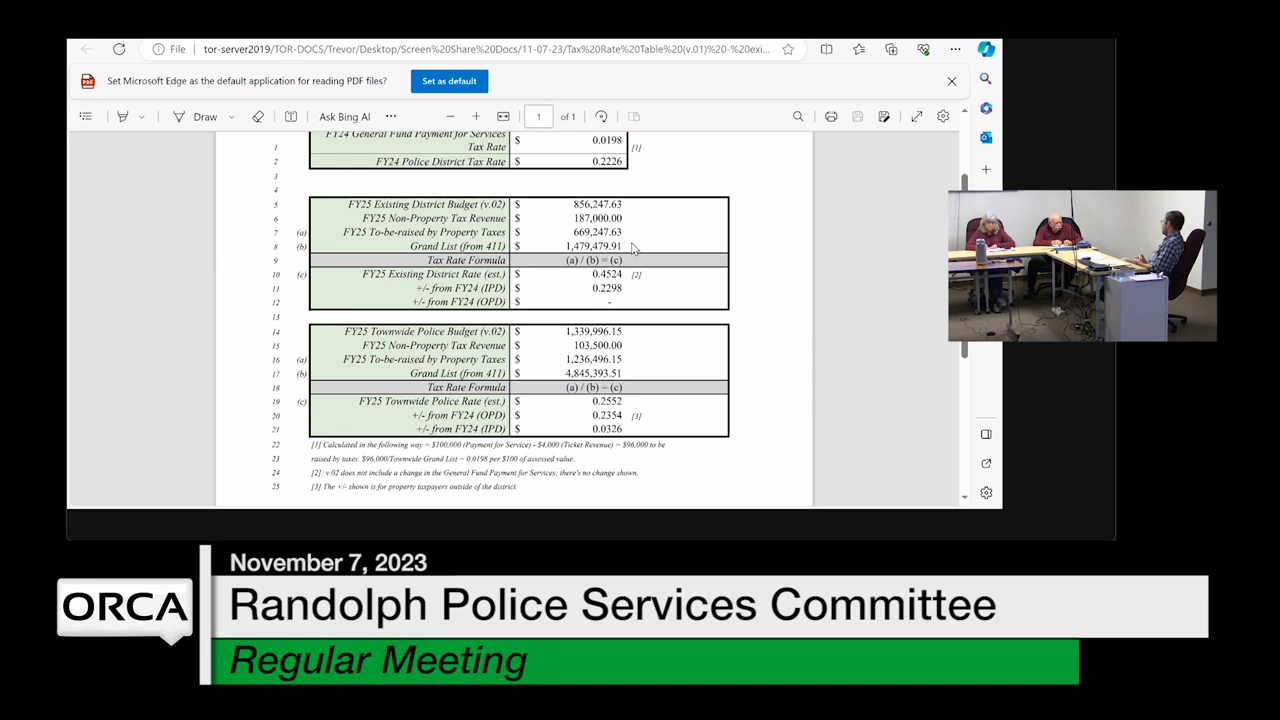 File
tor-server2019/TOR-DOCS/Trevor/Desktop/Screen%20Share%20Docs/11-07-23/Tax%20Rate%20Table (v.01)%20-%20exi...
Set Microsoft Edge as the default application for reading PDF files?
Set as default
Draw
Ask Bing AI
1 of 1
FY24 General Fund Payment for Services
1 Tax Rate $ 0.0198 [1]
2 FY24 Police District Tax Rate $ 0.2226
3
4
5 FY25 Existing District Budget (v.02) $ 856,247.63
6 FY25 Non-Property Tax Revenue $ 187,000.00
7 (a) FY25 To-be-raised by Property Taxes $ 669,247.63
8 (b) Grand List (from 411) $ 1,479,479.91
9 Tax Rate Formula (a) / (b) = (c)
10 (c) FY25 Existing District Rate (est.) $ 0.4524 [2]
11 +/- from FY24 (IPD) $ 0.2298
12 +/- from FY24 (OPD) $ -
13
14 FY25 Townwide Police Budget (v.02) $ 1,339,996.15
15 FY25 Non-Property Tax Revenue $ 103,500.00
16 (a) FY25 To-be-raised by Property Taxes $ 1,236,496.15
17 (b) Grand List (from 411) $ 4,845,393.51
18 Tax Rate Formula (a) / (b) = (c)
19 (c) FY25 Townwide Police Rate (est.) $ 0.2552
20 +/- from FY24 (OPD) $ 0.2354 [3]
21 +/- from FY24 (IPD) $ 0.0326
22 [1] Calculated in the following way = $100,000 (Payment for Service) - $4,000 (Ticket Revenue) = $96,000 to be
23 raised by taxes. $96,000/Townwide Grand List = 0.0198 per $100 of assessed value.
24 [2]: v.02 does not include a change in the General Fund Payment for Services; there's no change shown.
25 [3] The +/- shown is for property taxpayers outside of the district.
November 7, 2023
ORCA
Randolph Police Services Committee
Regular Meeting